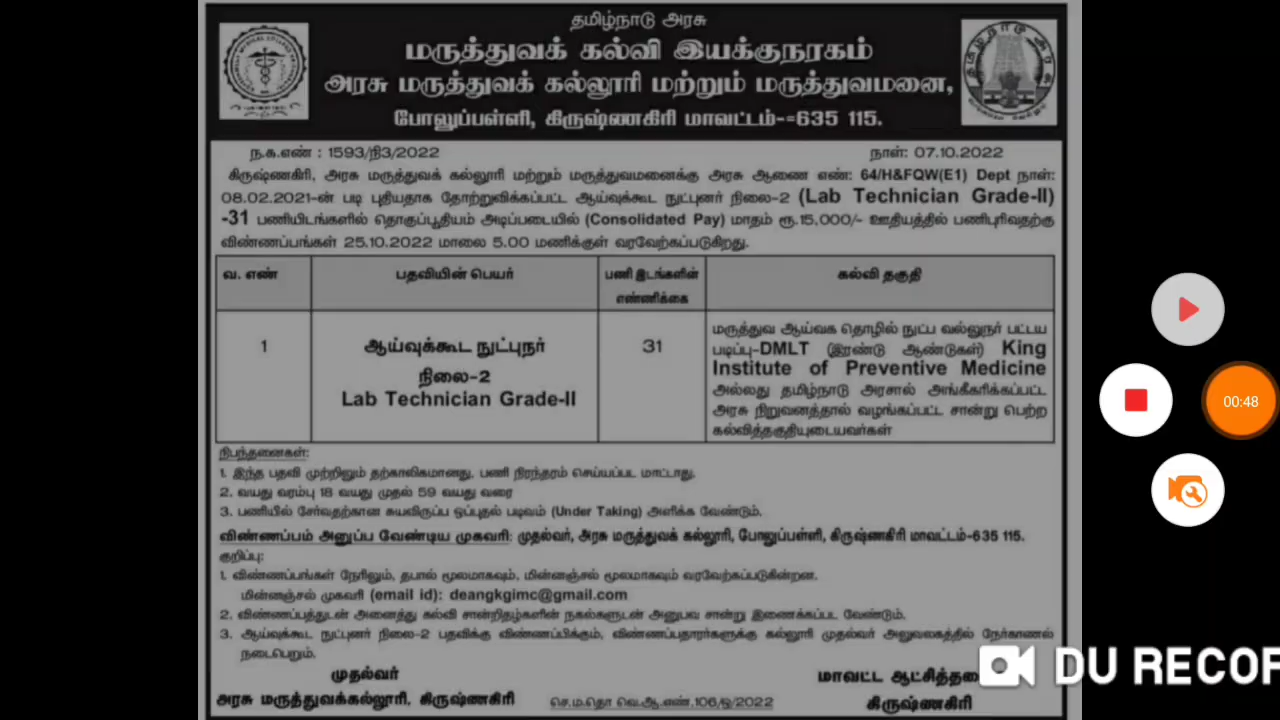 தமிழ்நாடு அரசு
மருத்துவக் கல்வி இயக்குநரகம்
அரசு மருத்துவக் கல்லூரி மற்றும் மருத்துவமனை,
போலுப்பள்ளி, கிருஷ்ணகிரி மாவட்டம்-=635 115.
ந.க.எண் : 1593/நி3/2022 நாள்: 07.10.2022
கிருஷ்ணகிரி, அரசு மருத்துவக் கல்லூரி மற்றும் மருத்துவமனைக்கு அரசு ஆணை எண்: 64/H&FQW(E1) Dept நாள்:
08.02.2021-ன் படி புதியதாக தோற்றுவிக்கப்பட்ட ஆய்வுக்கூட நுட்புனர் நிலை-2 (Lab Technician Grade-II)
-31 பணியிடங்களில் தொகுப்பூதியம் அடிப்படையில் (Consolidated Pay) மாதம் ரூ.15,000/- ஊதியத்தில் பணிபுரிவதற்கு
விண்ணப்பங்கள் 25.10.2022 மாலை 5.00 மணிக்குள் வரவேற்கப்படுகிறது.
வ. எண் பதவியின் பெயர் பணி இடங்களின் எண்ணிக்கை கல்வி தகுதி
1 ஆய்வுக்கூட நுட்புநர் 31 மருத்துவ ஆய்வக தொழில் நுட்ப வல்லுநர் பட்டய
நிலை-2 படிப்பு-DMLT (இரண்டு ஆண்டுகள்) King
Lab Technician Grade-II Institute of Preventive Medicine
அல்லது தமிழ்நாடு அரசால் அங்கீகரிக்கப்பட்ட
அரசு நிறுவனத்தால் வழங்கப்பட்ட சான்று பெற்ற
கல்வித்தகுதியுடையவர்கள்
நிபந்தனைகள்:
1. இந்த பதவி முற்றிலும் தற்காலிகமானது, பணி நிரந்தரம் செய்யப்பட மாட்டாது.
2. வயது வரம்பு 18 வயது முதல் 59 வயது வரை
3. பணியில் சேர்வதற்கான சுயவிருப்ப ஒப்புதல் படிவம் (Under Taking) அளிக்க வேண்டும்.
விண்ணப்பம் அனுப்ப வேண்டிய முகவரி: முதல்வர், அரசு மருத்துவக் கல்லூரி, போலுப்பள்ளி, கிருஷ்ணகிரி மாவட்டம்-635 115.
குறிப்பு:
1. விண்ணப்பங்கள் நேரிலும், தபால் மூலமாகவும், மின்னஞ்சல் மூலமாகவும் வரவேற்கப்படுகின்றன.
மின்னஞ்சல் முகவரி (email id): deangkgimc@gmail.com
2. விண்ணப்பத்துடன் அனைத்து கல்வி சான்றிதழ்களின் நகல்களுடன் அனுபவ சான்று இணைக்கப்பட வேண்டும்.
3. ஆய்வுக்கூட நுட்புனர் நிலை-2 பதவிக்கு விண்ணப்பிக்கும், விண்ணப்பதாரர்களுக்கு கல்லூரி முதல்வர் அலுவலகத்தில் நேர்காணல்
நடைபெறும்.
முதல்வர் மாவட்ட ஆட்சித்தலை
அரசு மருத்துவக்கல்லூரி, கிருஷ்ணகிரி செ.ம.தொ வெ.ஆ.எண்.106/ஒ/2022 கிருஷ்ணகிரி
00:48
DU RECOR